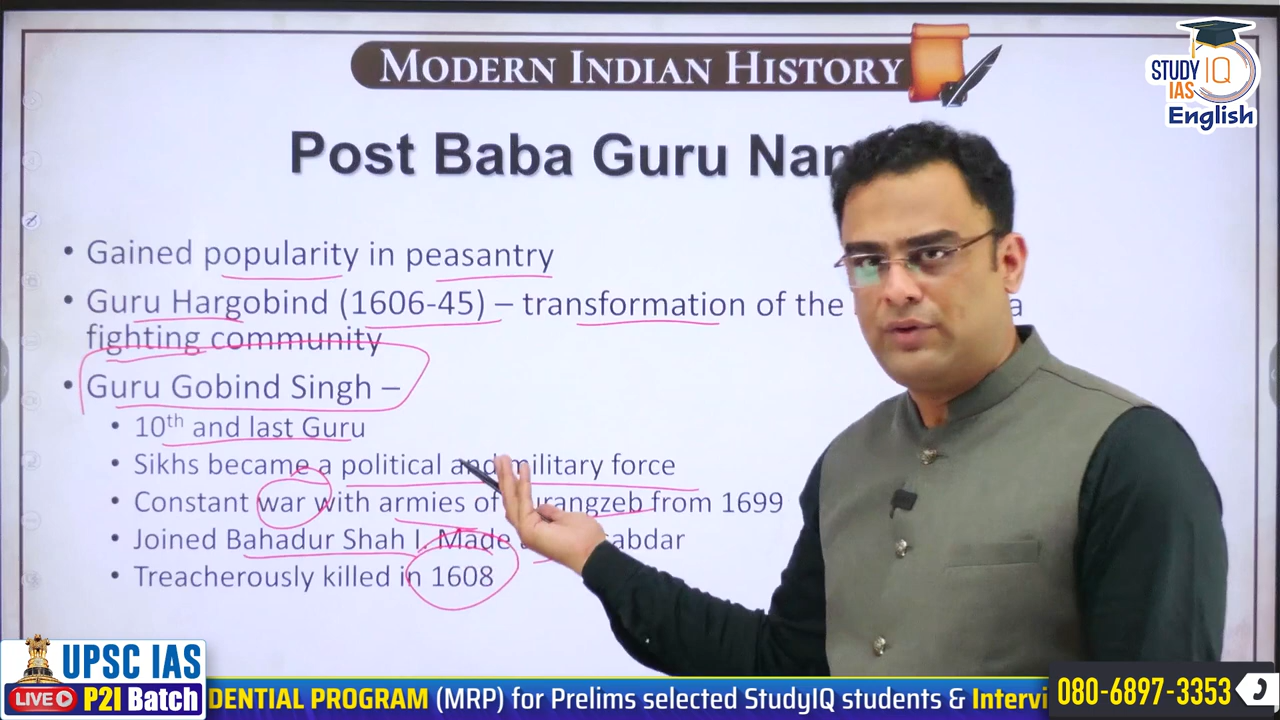 MODERN INDIAN HISTORY
STUDY IQ
IAS
English
Post Baba Guru
• Gained popularity in peasantry
• Guru Hargobind (1606-45) – transformation of the a
fighting community
• Guru Gobind Singh –
• 10th and last Guru
• Sikhs became a political and military force
• Constant war with armies of from 1699
• Joined Bahadur Shah I. Made
• Treacherously killed in 1608
UPSC IAS
LIVE P2I Batch
DENTIAL PROGRAM (MRP) for Prelims selected StudyIQ students &
080-6897-3353